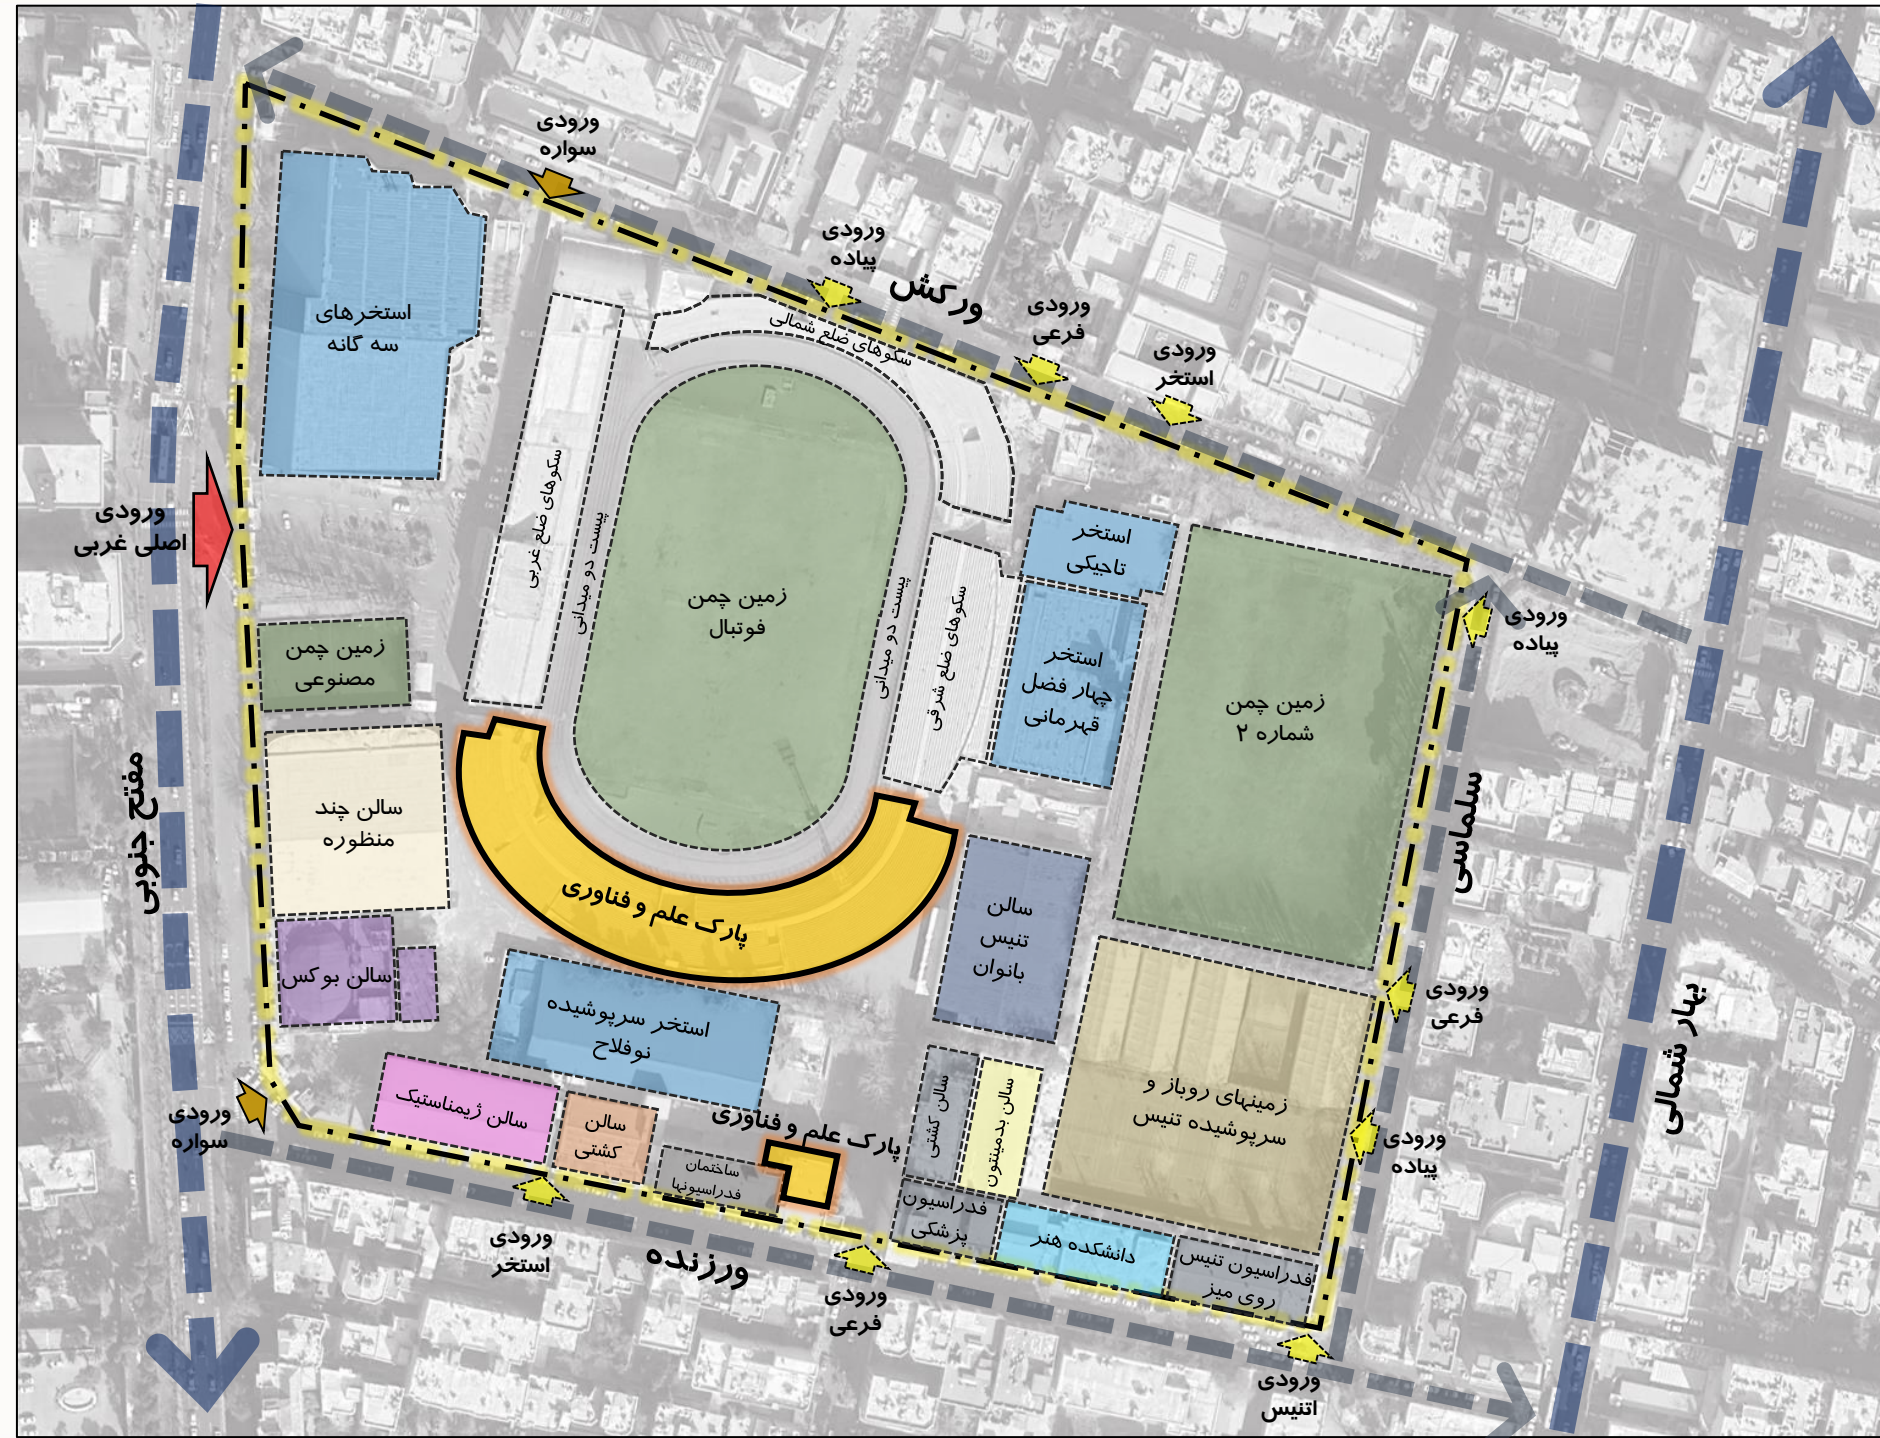 ورودی
سواره
ورودی
پیاده
ورکش
ورودی
فرعی
ورودی
استخر
سکوهای ضلع شمالی
استخرهای
سه گانه
ورودی
اصلی غربی
سکوهای ضلع غربی
پیست دو میدانی
زمین چمن
فوتبال
پیست دو میدانی
سکوهای ضلع شرقی
استخر
تاجیکی
استخر
چهار فضل
قهرمانی
زمین چمن
شماره ۲
ورودی
پیاده
زمین چمن
مصنوعی
سالن چند
منظوره
مفتح جنوبی
سلماسی
پارک علم و فناوری
سالن
تنیس
بانوان
سالن بوکس
استخر سرپوشیده
نوفلاح
ورودی
فرعی
بهار شمالی
زمینهای روباز و
سرپوشیده تنیس
سالن ژیمناستیک
سالن
کشتی
ساختمان
فدراسیونها
پارک علم و فناوری
سالن کشتی
سالن بدمینتون
ورودی
پیاده
ورودی
سواره
فدراسیون
پزشکی
دانشکده هنر
فدراسیون تنیس
روی میز
ورودی
استخر
ورزنده
ورودی
فرعی
ورودی
اتنیس